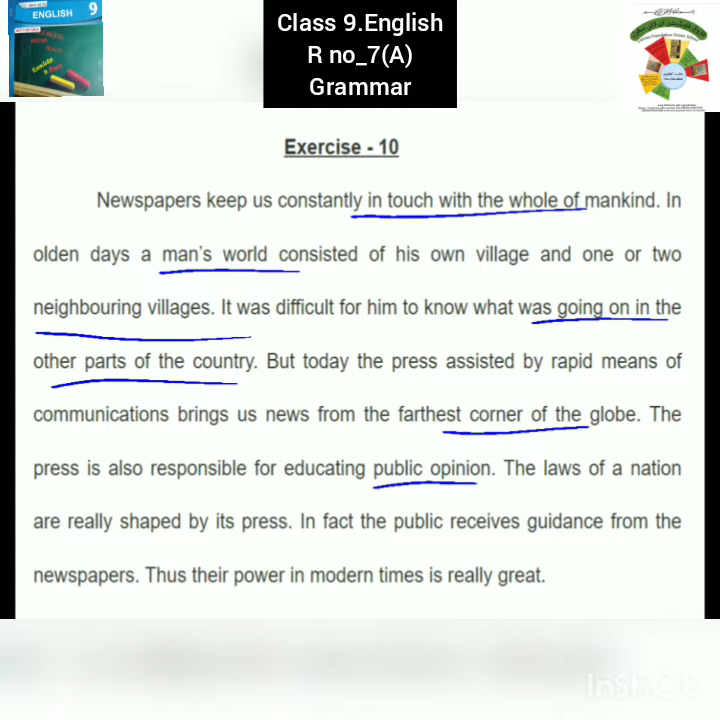 ENGLISH 9
Class 9.English
R no_7(A)
Grammar
Exercise - 10
Newspapers keep us constantly in touch with the whole of mankind. In
olden days a man's world consisted of his own village and one or two
neighbouring villages. It was difficult for him to know what was going on in the
other parts of the country. But today the press assisted by rapid means of
communications brings us news from the farthest corner of the globe. The
press is also responsible for educating public opinion. The laws of a nation
are really shaped by its press. In fact the public receives guidance from the
newspapers. Thus their power in modern times is really great.
InShOt